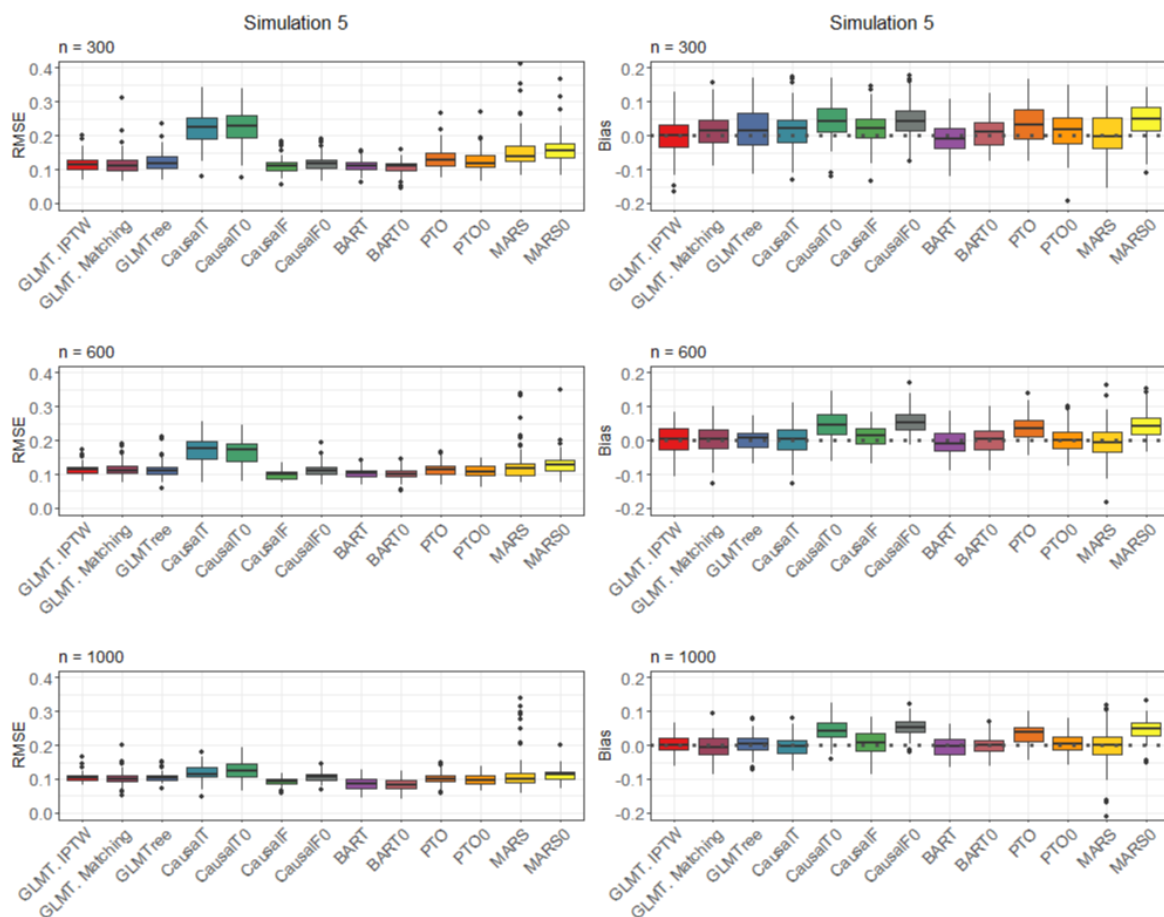 Simulation 5
n = 300
RMSE
0.4
0.3
0.2
0.1
0.0
GLMT. IPTW
GLMT. Matching
GLMTree
CausalT
CausalT0
CausalF
CausalF0
BART
BART0
PTO
PTO0
MARS
MARS0
Simulation 5
n = 300
Bias
0.2
0.1
0.0
-0.1
-0.2
GLMT. IPTW
GLMT. Matching
GLMTree
CausalT
CausalT0
CausalF
CausalF0
BART
BART0
PTO
PTO0
MARS
MARS0
n = 600
RMSE
0.4
0.3
0.2
0.1
0.0
GLMT. IPTW
GLMT. Matching
GLMTree
CausalT
CausalT0
CausalF
CausalF0
BART
BART0
PTO
PTO0
MARS
MARS0
n = 600
Bias
0.2
0.1
0.0
-0.1
-0.2
GLMT. IPTW
GLMT. Matching
GLMTree
CausalT
CausalT0
CausalF
CausalF0
BART
BART0
PTO
PTO0
MARS
MARS0
n = 1000
RMSE
0.4
0.3
0.2
0.1
0.0
GLMT. IPTW
GLMT. Matching
GLMTree
CausalT
CausalT0
CausalF
CausalF0
BART
BART0
PTO
PTO0
MARS
MARS0
n = 1000
Bias
0.2
0.1
0.0
-0.1
-0.2
GLMT. IPTW
GLMT. Matching
GLMTree
CausalT
CausalT0
CausalF
CausalF0
BART
BART0
PTO
PTO0
MARS
MARS0